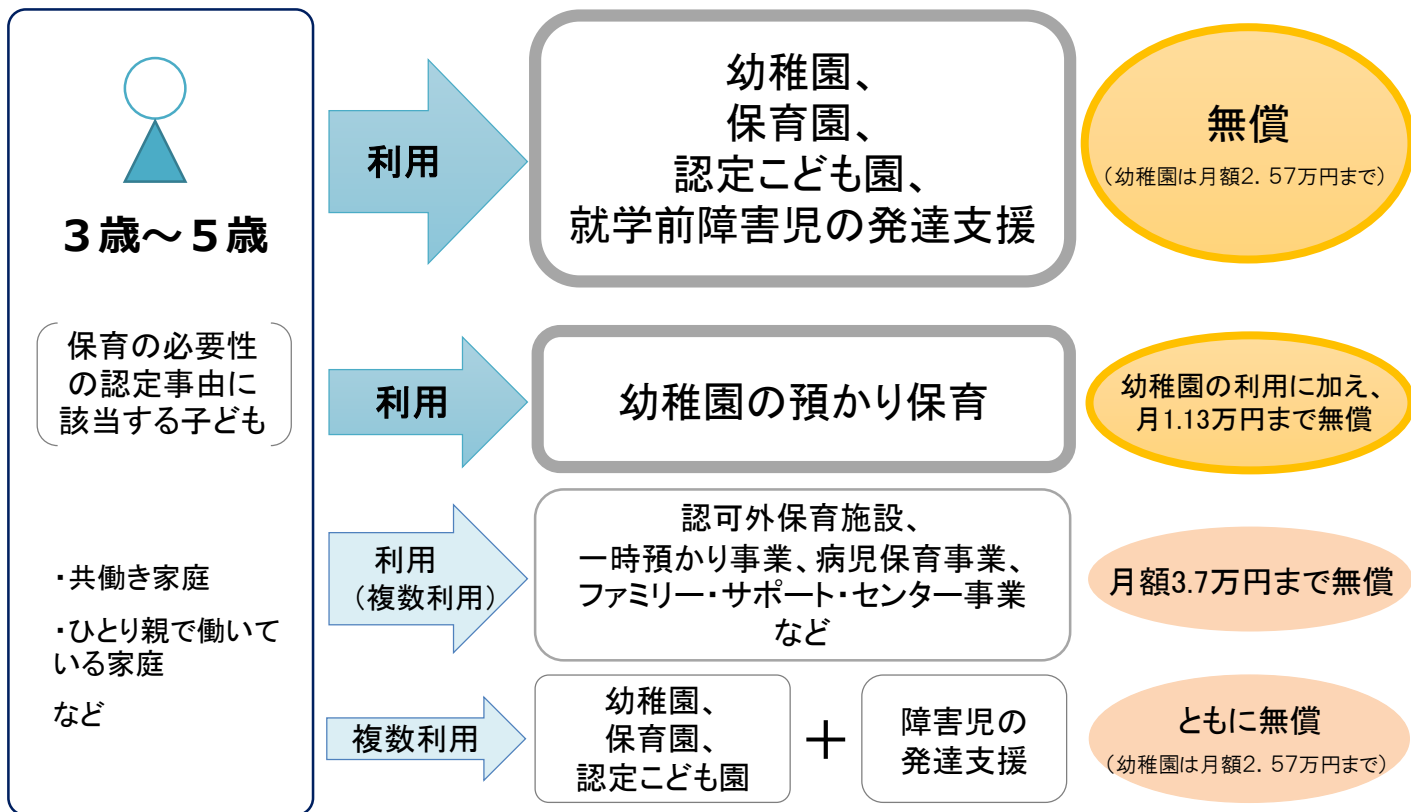 ３歳～５歳
保育の必要性
の認定事由に
該当する子ども
・共働き家庭
・ひとり親で働いて
いる家庭
など
利用
幼稚園、
保育園、
認定こども園、
就学前障害児の発達支援
無償
（幼稚園は月額2．57万円まで）
利用
幼稚園の預かり保育
幼稚園の利用に加え、
月1.13万円まで無償
利用
（複数利用）
認可外保育施設、
一時預かり事業、病児保育事業、
ファミリー・サポート・センター事業
など
月額3.7万円まで無償
複数利用
幼稚園、
保育園、
認定こども園
＋
障害児の
発達支援
ともに無償
（幼稚園は月額2．57万円まで）